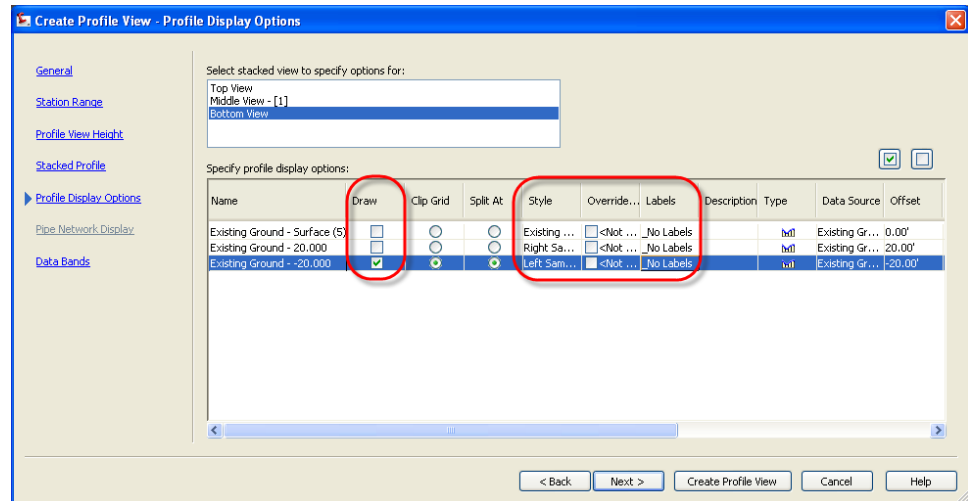 Create Profile View - Profile Display Options
General
Station Range
Profile View Height
Stacked Profile
Profile Display Options
Pipe Network Display
Data Bands
Select stacked view to specify options for:
Top View
Middle View - [1]
Bottom View
Specify profile display options:
Name Draw Clip Grid Split At Style Override... Labels Description Type Data Source Offset
Existing Ground - Surface (5) Existing ... <Not ... _No Labels Existing Gr... 0.00'
Existing Ground - 20.000 Right Sa... <Not ... _No Labels Existing Gr... 20.00'
Existing Ground - -20.000 Left Sam... <Not ... _No Labels Existing Gr... -20.00'
< Back Next > Create Profile View Cancel Help